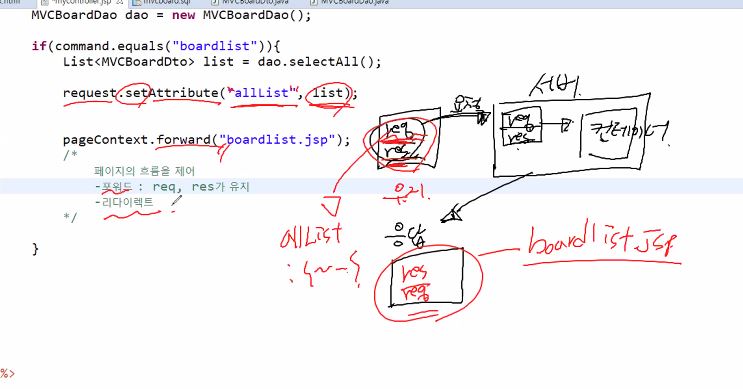 *mycontroller.jsp
mvcboard.sql
MVCBoardDto.java
MVCBoardDao.java
MVCBoardDao dao = new MVCBoardDao();
if(command.equals("boardlist")){
List<MVCBoardDto> list = dao.selectAll();
request.setAttribute("allList", list);
pageContext.forward("boardlist.jsp");
/*
페이지의 흐름을 제어
-포워드 : req, res가 유지
-리다이렉트 :
*/
}
%>
서버
요청
req
res
req
res
컨테이너
유지
응답
allList
boardlist.jsp
res
req